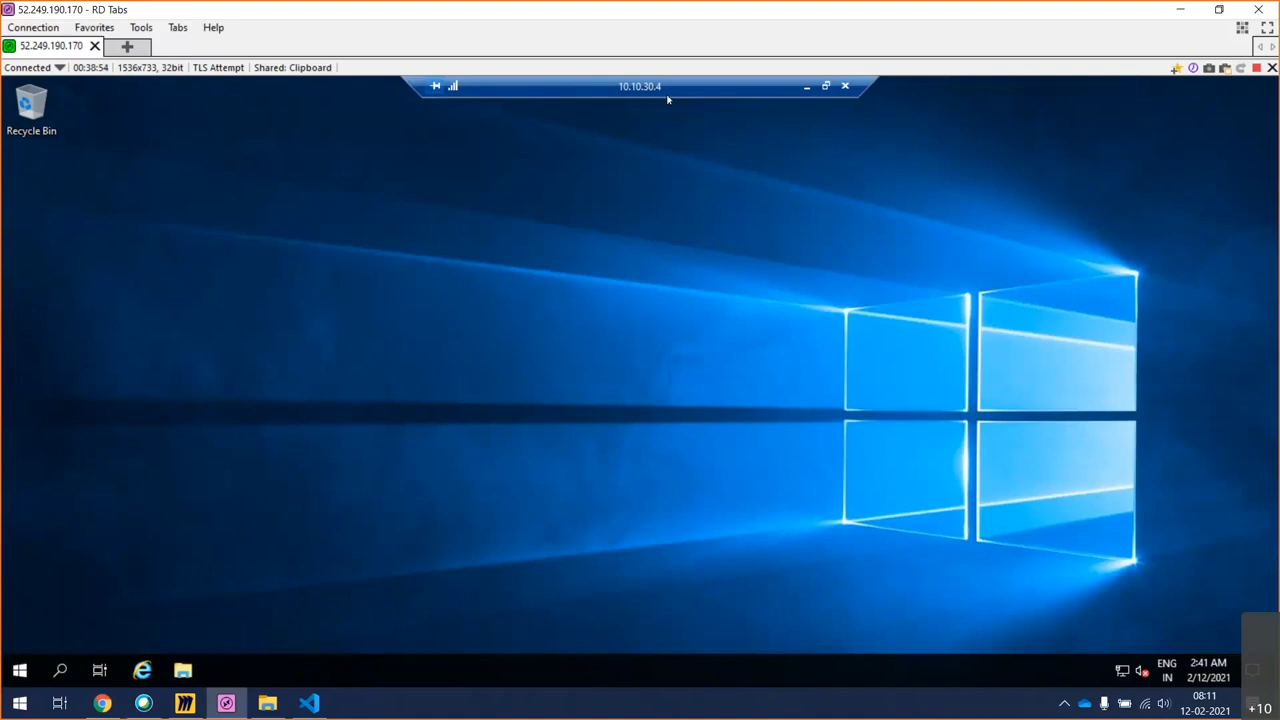 52.249.190.170 - RD Tabs
Connection Favorites Tools Tabs Help
52.249.190.170
Connected 00:38:54 1536x733, 32bit TLS Attempt Shared: Clipboard
10.10.30.4
Recycle Bin
ENG 2:41 AM
IN 2/12/2021
08:11
12-02-2021
+10